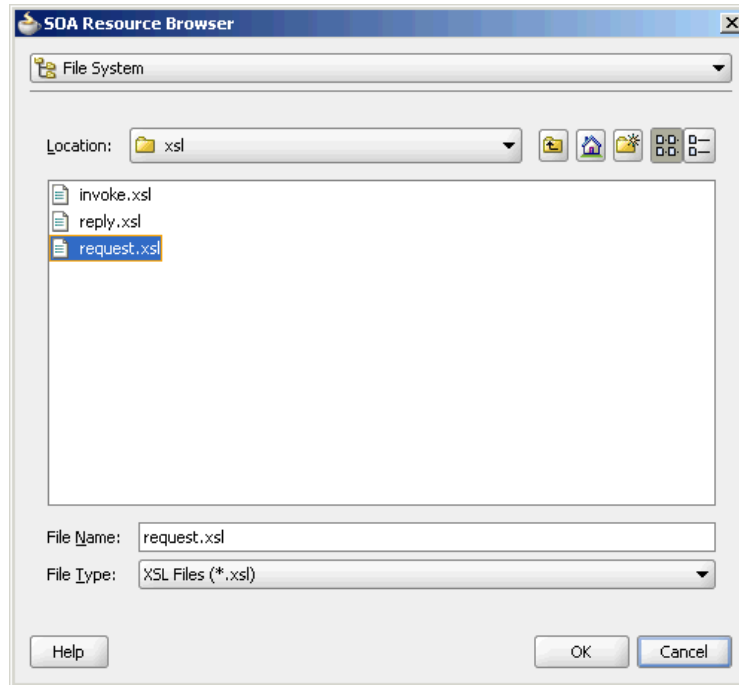 SOA Resource Browser
File System
Location: xsl
invoke.xsl
reply.xsl
request.xsl
File Name: request.xsl
File Type: XSL Files (*.xsl)
Help OK Cancel